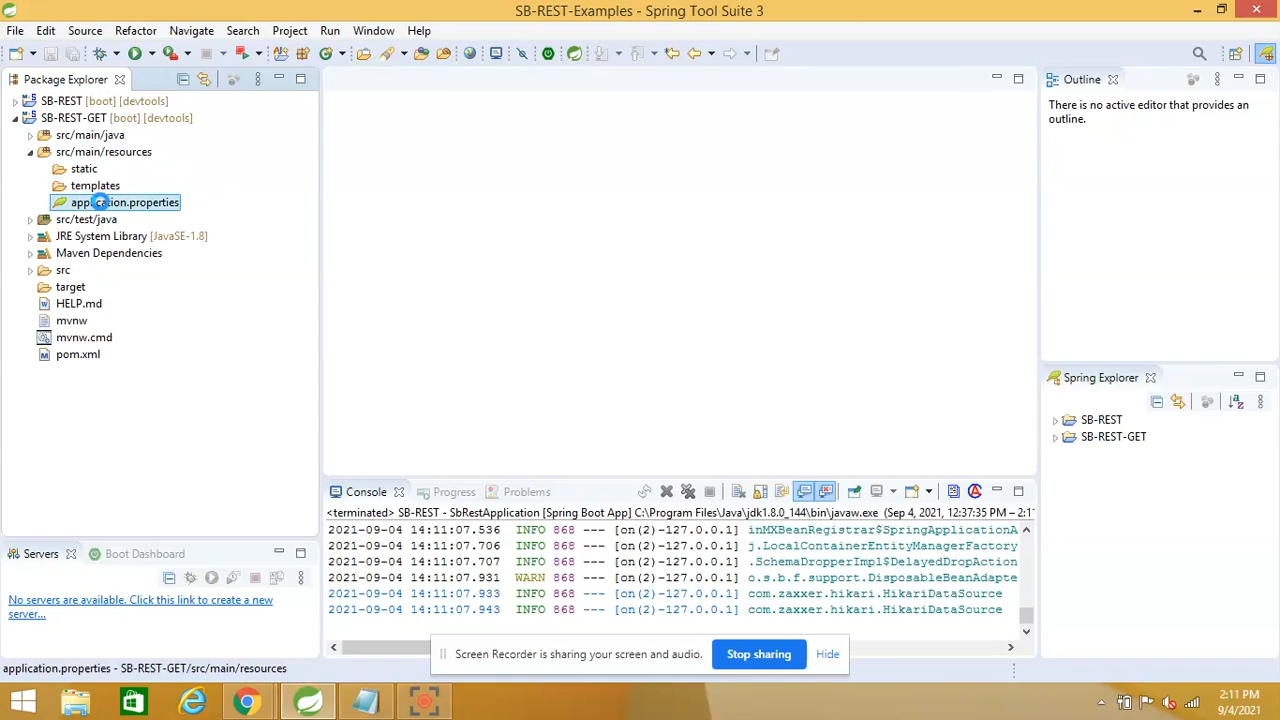 SB-REST-Examples - Spring Tool Suite 3
File Edit Source Refactor Navigate Search Project Run Window Help
Package Explorer
SB-REST [boot] [devtools]
SB-REST-GET [boot] [devtools]
src/main/java
src/main/resources
static
templates
application.properties
src/test/java
JRE System Library [JavaSE-1.8]
Maven Dependencies
src
target
HELP.md
mvnw
mvnw.cmd
pom.xml
Outline
There is no active editor that provides an
outline.
Spring Explorer
SB-REST
SB-REST-GET
Servers Boot Dashboard
No servers are available. Click this link to create a new
server...
Console Progress Problems
<terminated> SB-REST - SbRestApplication [Spring Boot App] C:\Program Files\Java\jdk1.8.0_144\bin\javaw.exe (Sep 4, 2021, 12:37:35 PM – 2:1
2021-09-04 14:11:07.536 INFO 868 --- [on(2)-127.0.0.1] inMXBeanRegistrar$SpringApplicationA
2021-09-04 14:11:07.706 INFO 868 --- [on(2)-127.0.0.1] j.LocalContainerEntityManagerFactory
2021-09-04 14:11:07.707 INFO 868 --- [on(2)-127.0.0.1] .SchemaDropperImpl$DelayedDropAction
2021-09-04 14:11:07.931 WARN 868 --- [on(2)-127.0.0.1] o.s.b.f.support.DisposableBeanAdapte
2021-09-04 14:11:07.933 INFO 868 --- [on(2)-127.0.0.1] com.zaxxer.hikari.HikariDataSource
2021-09-04 14:11:07.943 INFO 868 --- [on(2)-127.0.0.1] com.zaxxer.hikari.HikariDataSource
Screen Recorder is sharing your screen and audio. Stop sharing Hide
application.properties - SB-REST-GET/src/main/resources
2:11 PM
9/4/2021